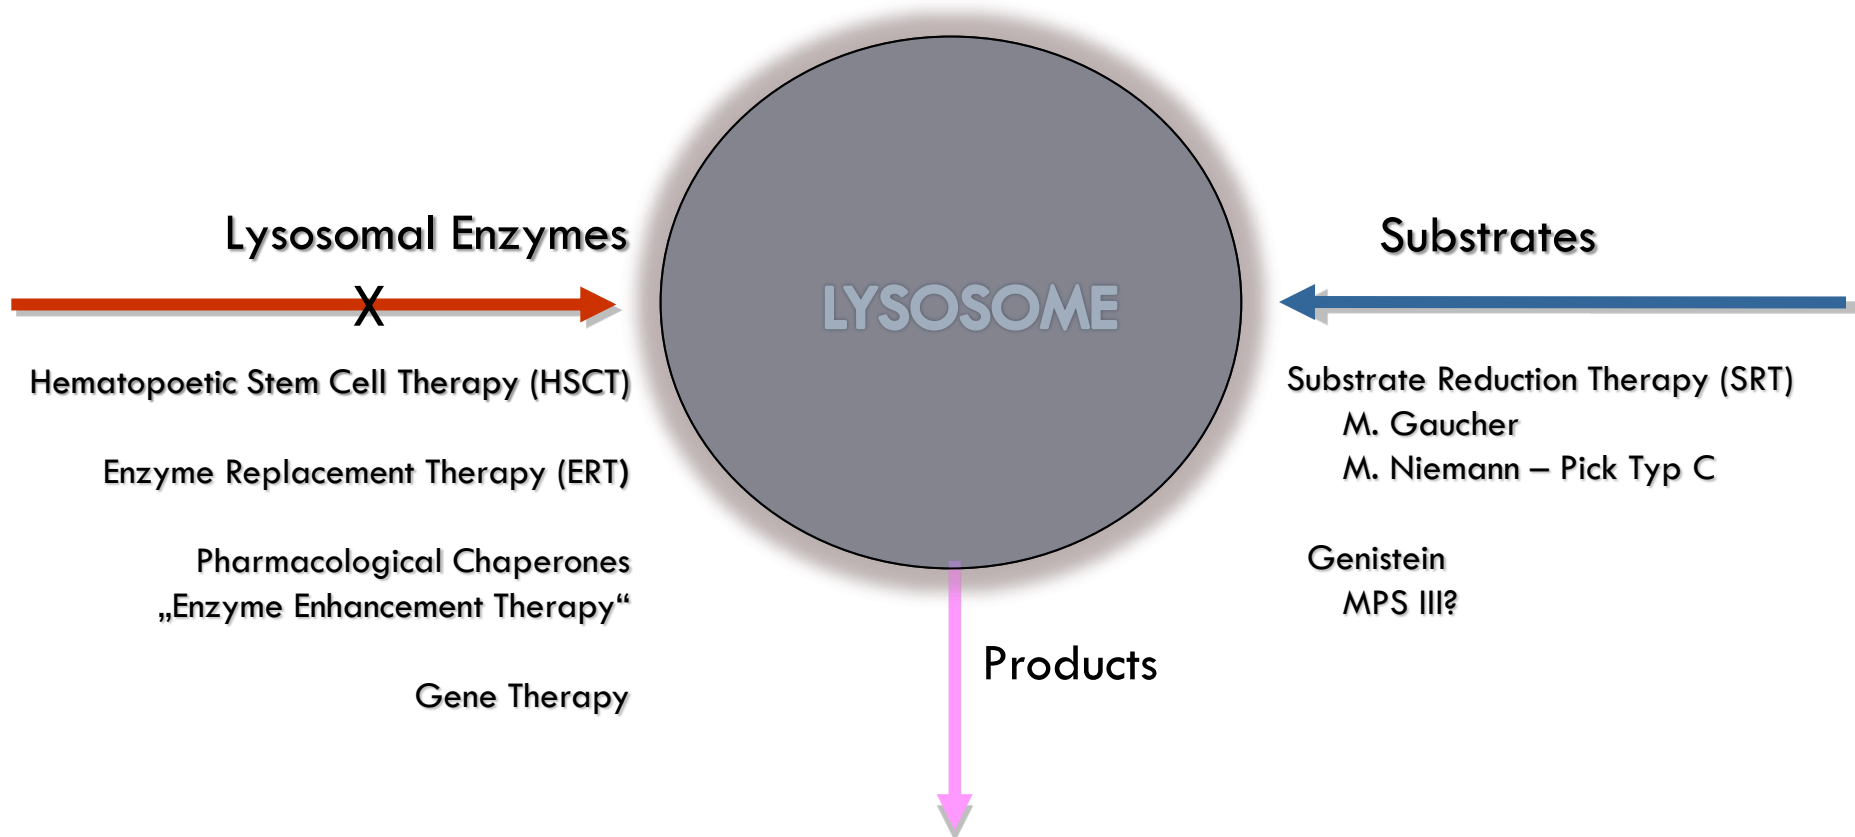 Lysosomal Enzymes
X
Hematopoetic Stem Cell Therapy (HSCT)
Enzyme Replacement Therapy (ERT)
Pharmacological Chaperones
„Enzyme Enhancement Therapy“
Gene Therapy
LYSOSOME
Products
Substrates
Substrate Reduction Therapy (SRT)
M. Gaucher
M. Niemann – Pick Typ C
Genistein
MPS III?